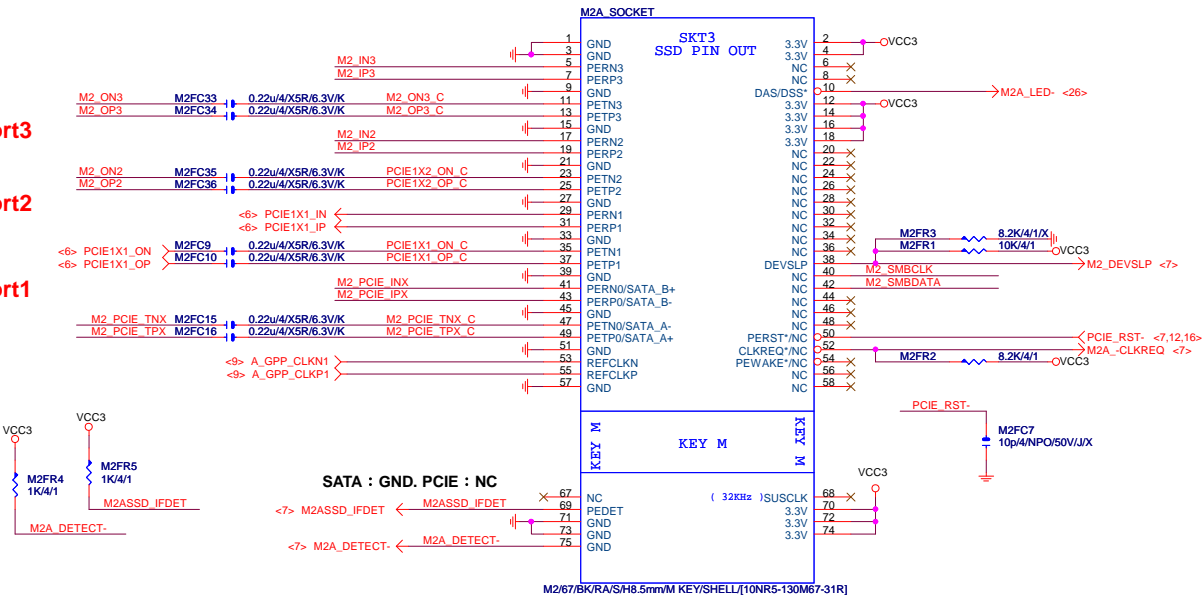 M2A_SOCKET
SKT3
SSD PIN OUT
1 GND 3.3V 2 VCC3
3 GND 3.3V 4
M2_IN3 5 PERN3 NC 6
M2_IP3 7 PERP3 NC 8
9 GND DAS/DSS* 10 M2A_LED- <26>
M2_ON3 M2FC33 0.22u/4/X5R/6.3V/K M2_ON3_C 11 PETN3 3.3V 12 VCC3
M2_OP3 M2FC34 0.22u/4/X5R/6.3V/K M2_OP3_C 13 PETP3 3.3V 14
rt3 15 GND 3.3V 16
M2_IN2 17 PERN2 3.3V 18
M2_IP2 19 PERP2 NC 20
21 GND NC 22
M2_ON2 M2FC35 0.22u/4/X5R/6.3V/K PCIE1X2_ON_C 23 PETN2 NC 24
M2_OP2 M2FC36 0.22u/4/X5R/6.3V/K PCIE1X2_OP_C 25 PETP2 NC 26
rt2 27 GND NC 28
<6> PCIE1X1_IN 29 PERN1 NC 30
<6> PCIE1X1_IP 31 PERP1 NC 32
33 GND NC 34 M2FR3 8.2K/4/1/X
<6> PCIE1X1_ON M2FC9 0.22u/4/X5R/6.3V/K PCIE1X1_ON_C 35 PETN1 NC 36 M2FR1 10K/4/1 VCC3
<6> PCIE1X1_OP M2FC10 0.22u/4/X5R/6.3V/K PCIE1X1_OP_C 37 PETP1 DEVSLP 38 M2_DEVSLP <7>
39 GND NC 40 M2_SMBCLK
rt1 M2_PCIE_INX 41 PERN0/SATA_B+ NC 42 M2_SMBDATA
M2_PCIE_IPX 43 PERP0/SATA_B- NC 44
45 GND NC 46
M2_PCIE_TNX M2FC15 0.22u/4/X5R/6.3V/K M2_PCIE_TNX_C 47 PETN0/SATA_A- NC 48
M2_PCIE_TPX M2FC16 0.22u/4/X5R/6.3V/K M2_PCIE_TPX_C 49 PETP0/SATA_A+ PERST*/NC 50 PCIE_RST- <7,12,16>
51 GND CLKREQ*/NC 52 M2A_-CLKREQ <7>
<9> A_GPP_CLKN1 53 REFCLKN PEWAKE*/NC 54 M2FR2 8.2K/4/1 VCC3
<9> A_GPP_CLKP1 55 REFCLKP NC 56
57 GND NC 58
PCIE_RST-
M2FC7
10p/4/NPO/50V/J/X
KEY M
KEY M
KEY M
VCC3
M2FR4
1K/4/1
M2A_DETECT-
VCC3
M2FR5
1K/4/1
M2ASSD_IFDET
SATA : GND. PCIE : NC
VCC3
67 NC ( 32KHz )SUSCLK 68
<7> M2ASSD_IFDET M2ASSD_IFDET 69 PEDET 3.3V 70
71 GND 3.3V 72
73 GND 3.3V 74
<7> M2A_DETECT- M2A_DETECT- 75 GND
M2/67/BK/RA/S/H8.5mm/M KEY/SHELL/[10NR5-130M67-31R]